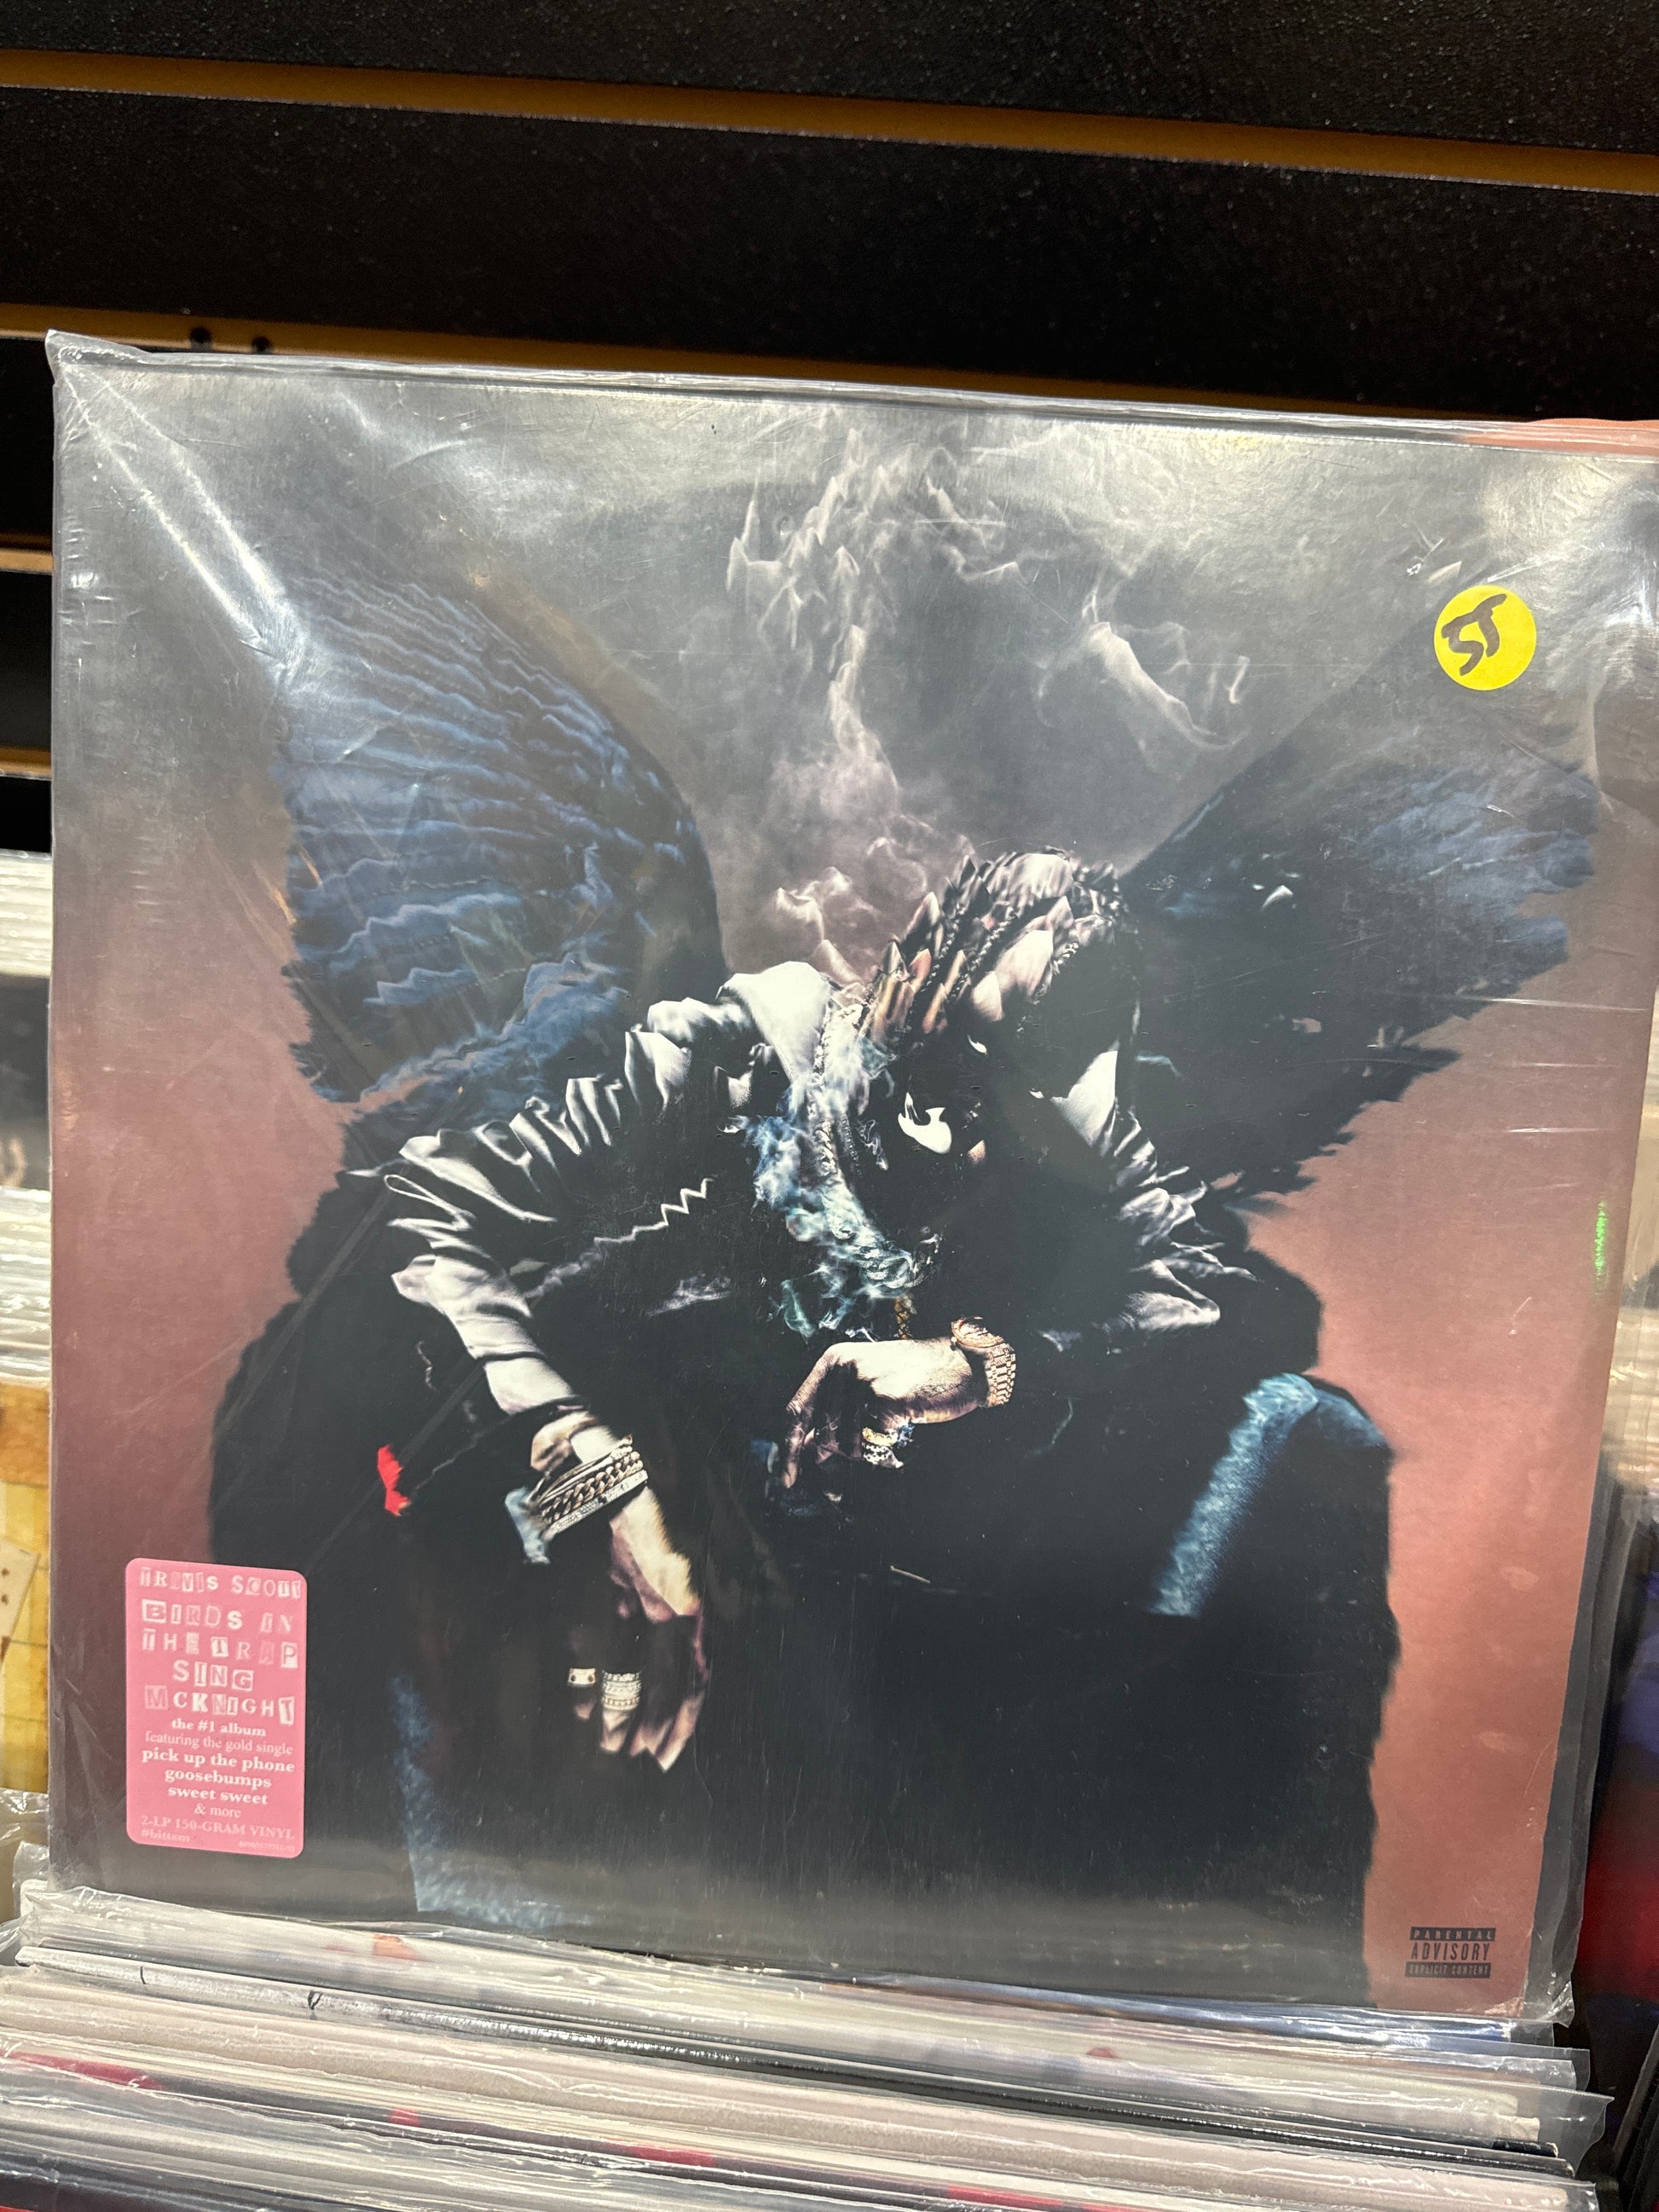 ST
TRAVIS SCOTT
BIRDS IN
THE TRAP
SING
MCKNIGHT
the #1 album
featuring the gold single
pick up the phone
goosebumps
sweet sweet
& more
2-LP 150-GRAM VINYL
#bittsm
PARENTAL
ADVISORY
EXPLICIT CONTENT